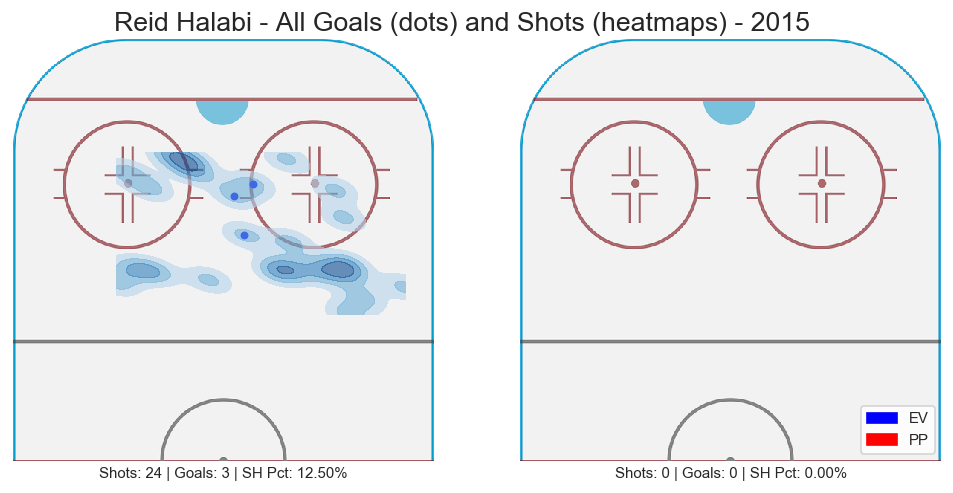 Reid Halabi - All Goals (dots) and Shots (heatmaps) - 2015
EV
PP
Shots: 24 | Goals: 3 | SH Pct: 12.50%
Shots: 0 | Goals: 0 | SH Pct: 0.00%